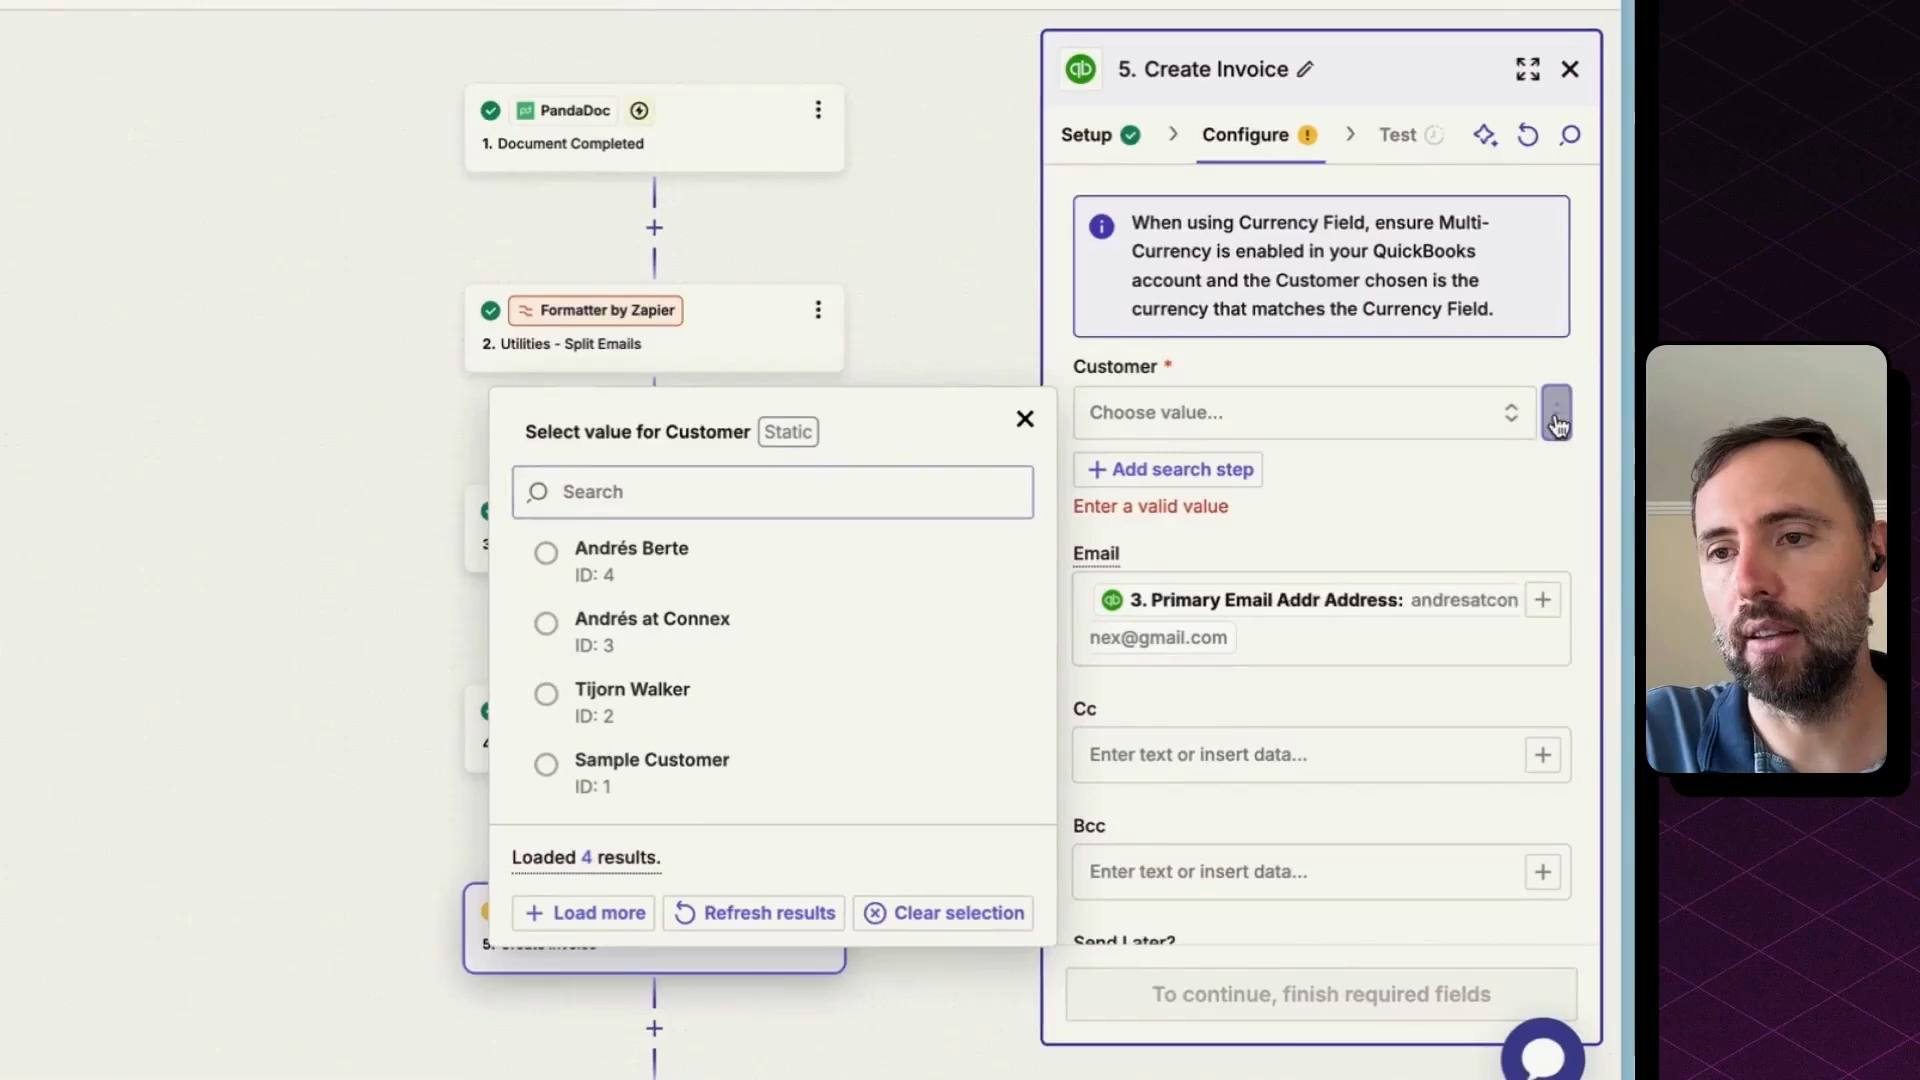 PandaDoc
1. Document Completed
Formatter by Zapier
2. Utilities - Split Emails
Select value for Customer Static
Search
Andrés Berte
ID: 4
Andrés at Connex
ID: 3
Tijorn Walker
ID: 2
Sample Customer
ID: 1
Loaded 4 results.
Load more
Refresh results
Clear selection
5. Create Invoice
Setup
Configure
Test
When using Currency Field, ensure Multi-
Currency is enabled in your QuickBooks
account and the Customer chosen is the
currency that matches the Currency Field.
Customer *
Choose value...
Add search step
Enter a valid value
Email
qb 3. Primary Email Addr Address: andresatcon
nex@gmail.com
Cc
Enter text or insert data...
Bcc
Enter text or insert data...
Send Later?
To continue, finish required fields